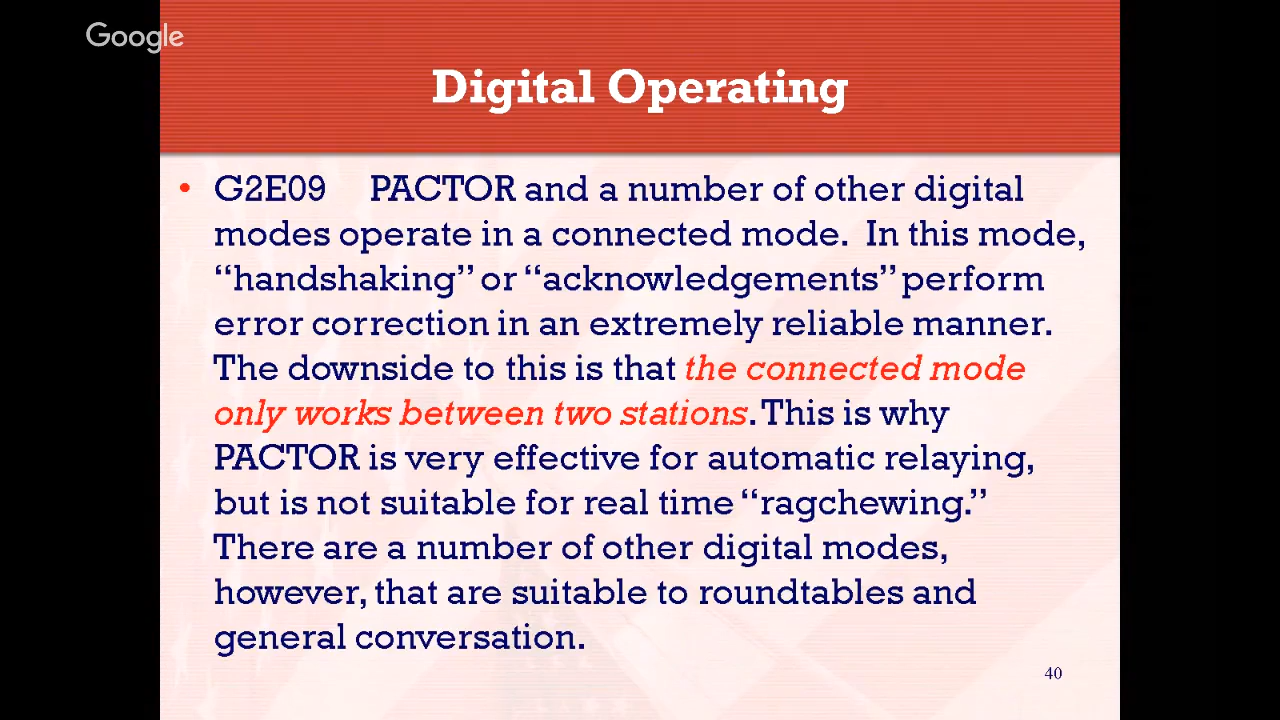 Google
Digital Operating
• G2E09 PACTOR and a number of other digital
modes operate in a connected mode. In this mode,
“handshaking” or “acknowledgements” perform
error correction in an extremely reliable manner.
The downside to this is that the connected mode
only works between two stations. This is why
PACTOR is very effective for automatic relaying,
but is not suitable for real time “ragchewing.”
There are a number of other digital modes,
however, that are suitable to roundtables and
general conversation.
40